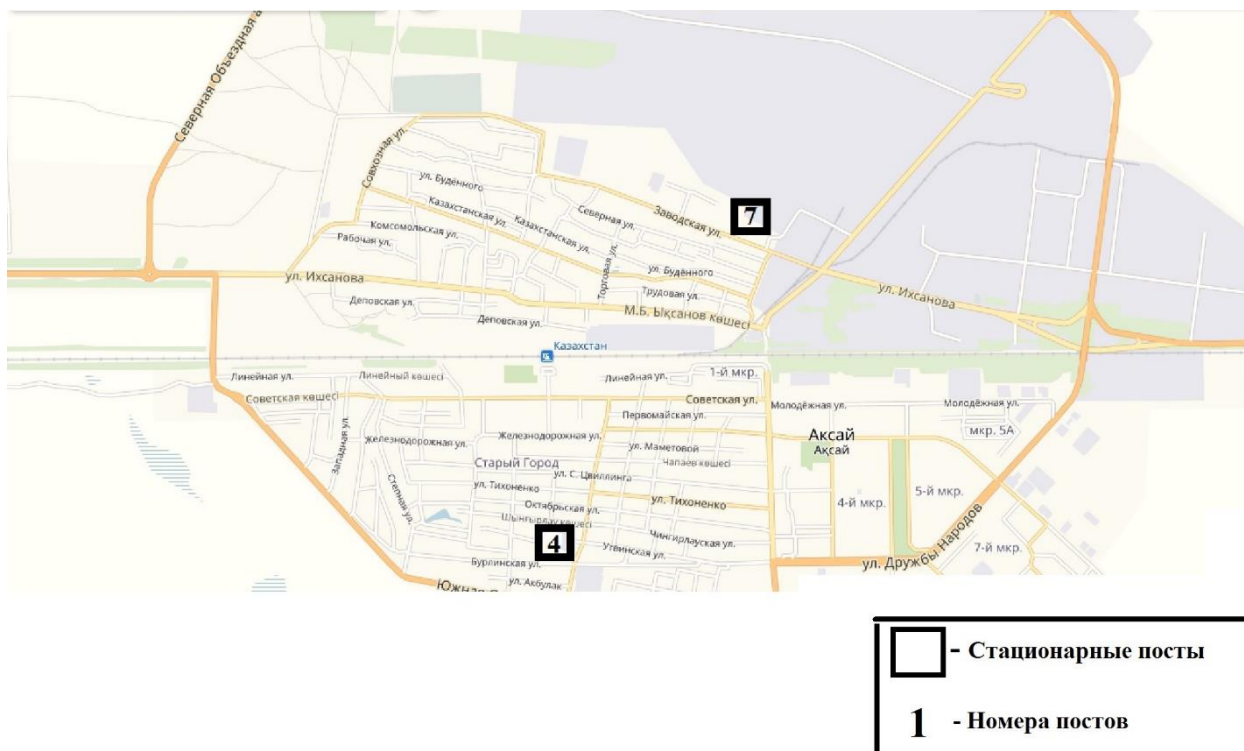 Северная Объездная а
Совхозная ул.
ул. Будённого
Казахстанская ул.
Северная ул.
Заводская ул.
7
Казахстанская ул.
Комсомольская ул.
Рабочая ул.
Торговая ул.
ул. Будённого
ул. Ихсанова
Трудовая ул.
ул. Ихсанова
Деповская ул.
М.Б. Ықсанов көшесі
Деповская ул.
Казахстан
Линейная ул.
Линейный көшесі
Линейная ул.
1-й мкр.
Советская көшесі
Советская ул.
Молодёжная ул.
Молодёжная ул.
Первомайская ул.
мкр. 5А
Западная ул.
Железнодорожная ул.
Железнодорожная ул.
ул. Маметовой
Аксай
Ақсай
Старый Город
Чапаев көшесі
ул. С. Цвиллинга
Степная ул.
ул. Тихоненко
ул. Тихоненко
4-й мкр.
5-й мкр.
Октябрьская ул.
Шыңғырлау көшесі
4
Чингирлауская ул.
Утвинская ул.
7-й мкр.
Бурлинская ул.
ул. Дружбы Народов
ул. Акбулак
Южная
- Стационарные посты
1 - Номера постов